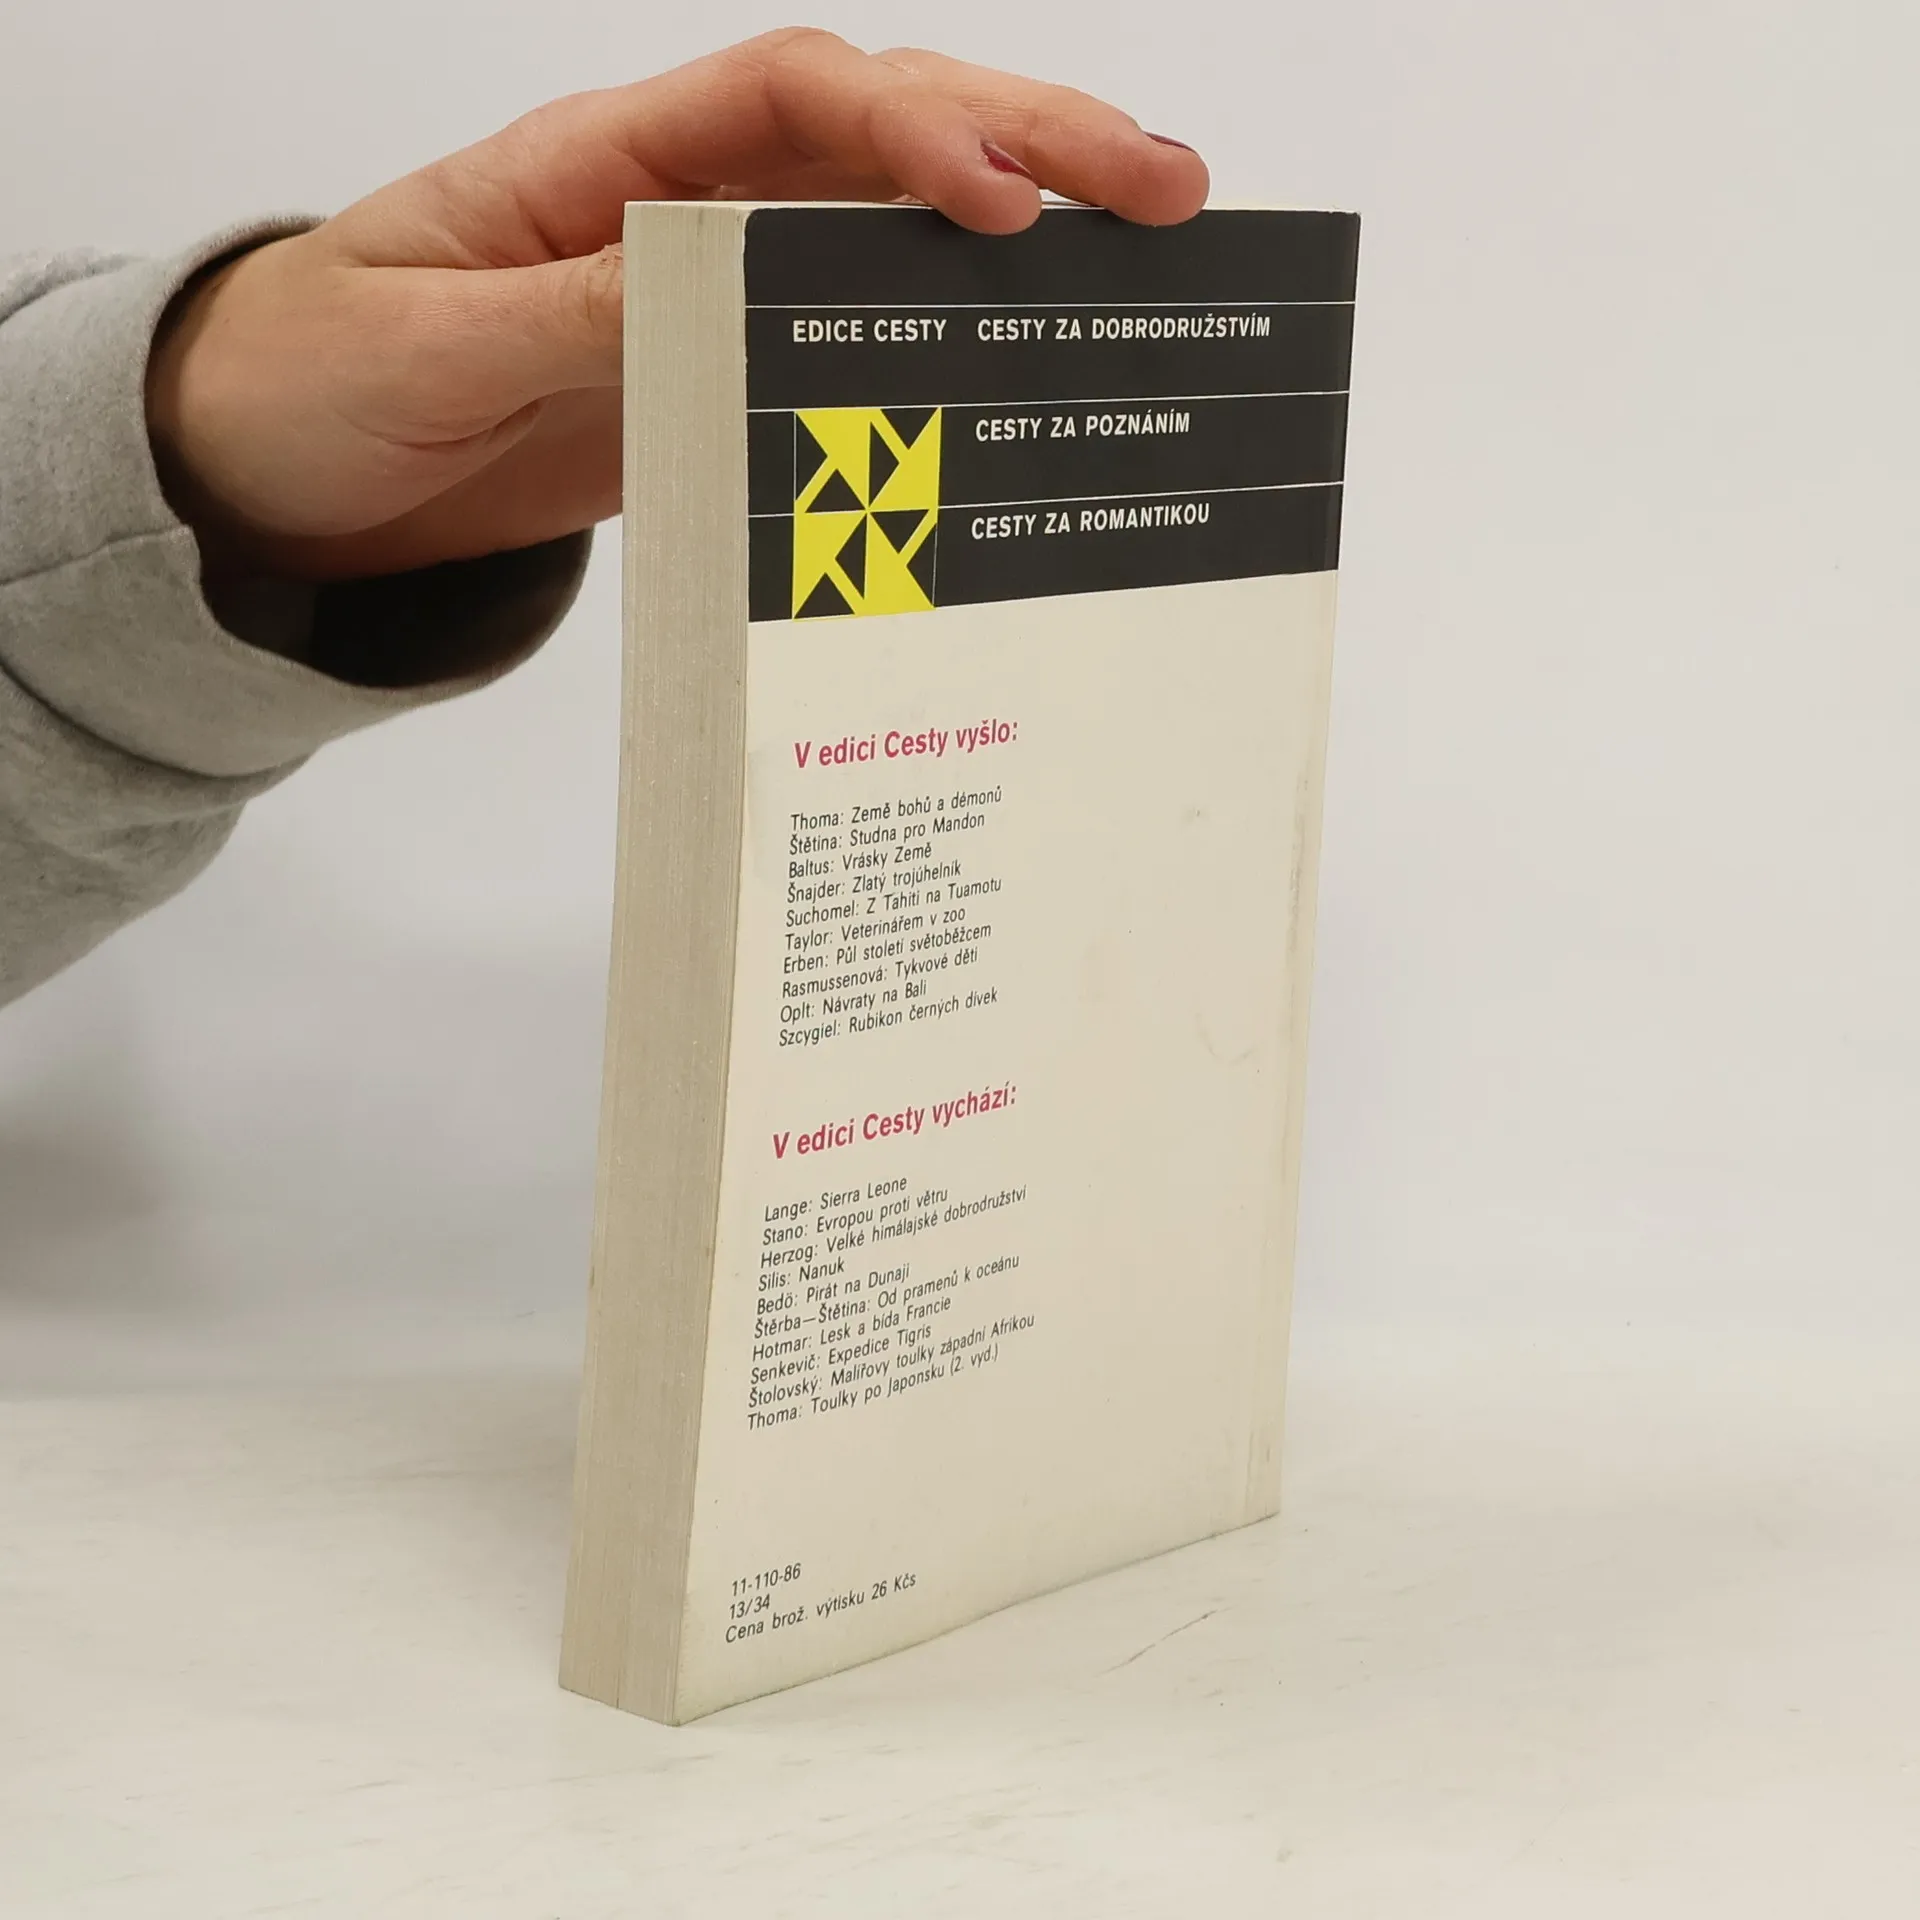 EDICE CESTY CESTY ZA DOBRODRUŽSTVÍM
CESTY ZA POZNÁNÍM
CESTY ZA ROMANTIKOU
V edici Cesty vyšlo:
Thoma: Země bohů a démonů
Štětina: Studna pro Mandon
Baltus: Vrásky Země
Šnajder: Zlatý trojúhelník
Suchomel: Z Tahiti na Tuamotu
Taylor: Veterinářem v zoo
Erben: Půl století světoběžcem
Rasmussenová: Tykvové děti
Oplt: Návraty na Bali
Szcygiel: Rubikon černých dívek
V edici Cesty vychází:
Lange: Sierra Leone
Stano: Evropou proti větru
Herzog: Velké himálajské dobrodružství
Silis: Nanuk
Bedö: Pirát na Dunaji
Štěrba—Štětina: Od pramenů k oceánu
Hotmar: Lesk a bída Francie
Senkevič: Expedice Tigris
Štolovský: Malířovy toulky západní Afrikou
Thoma: Toulky po Japonsku (2. vyd.)
11-110-86
13/34
Cena brož. výtisku 26 Kčs